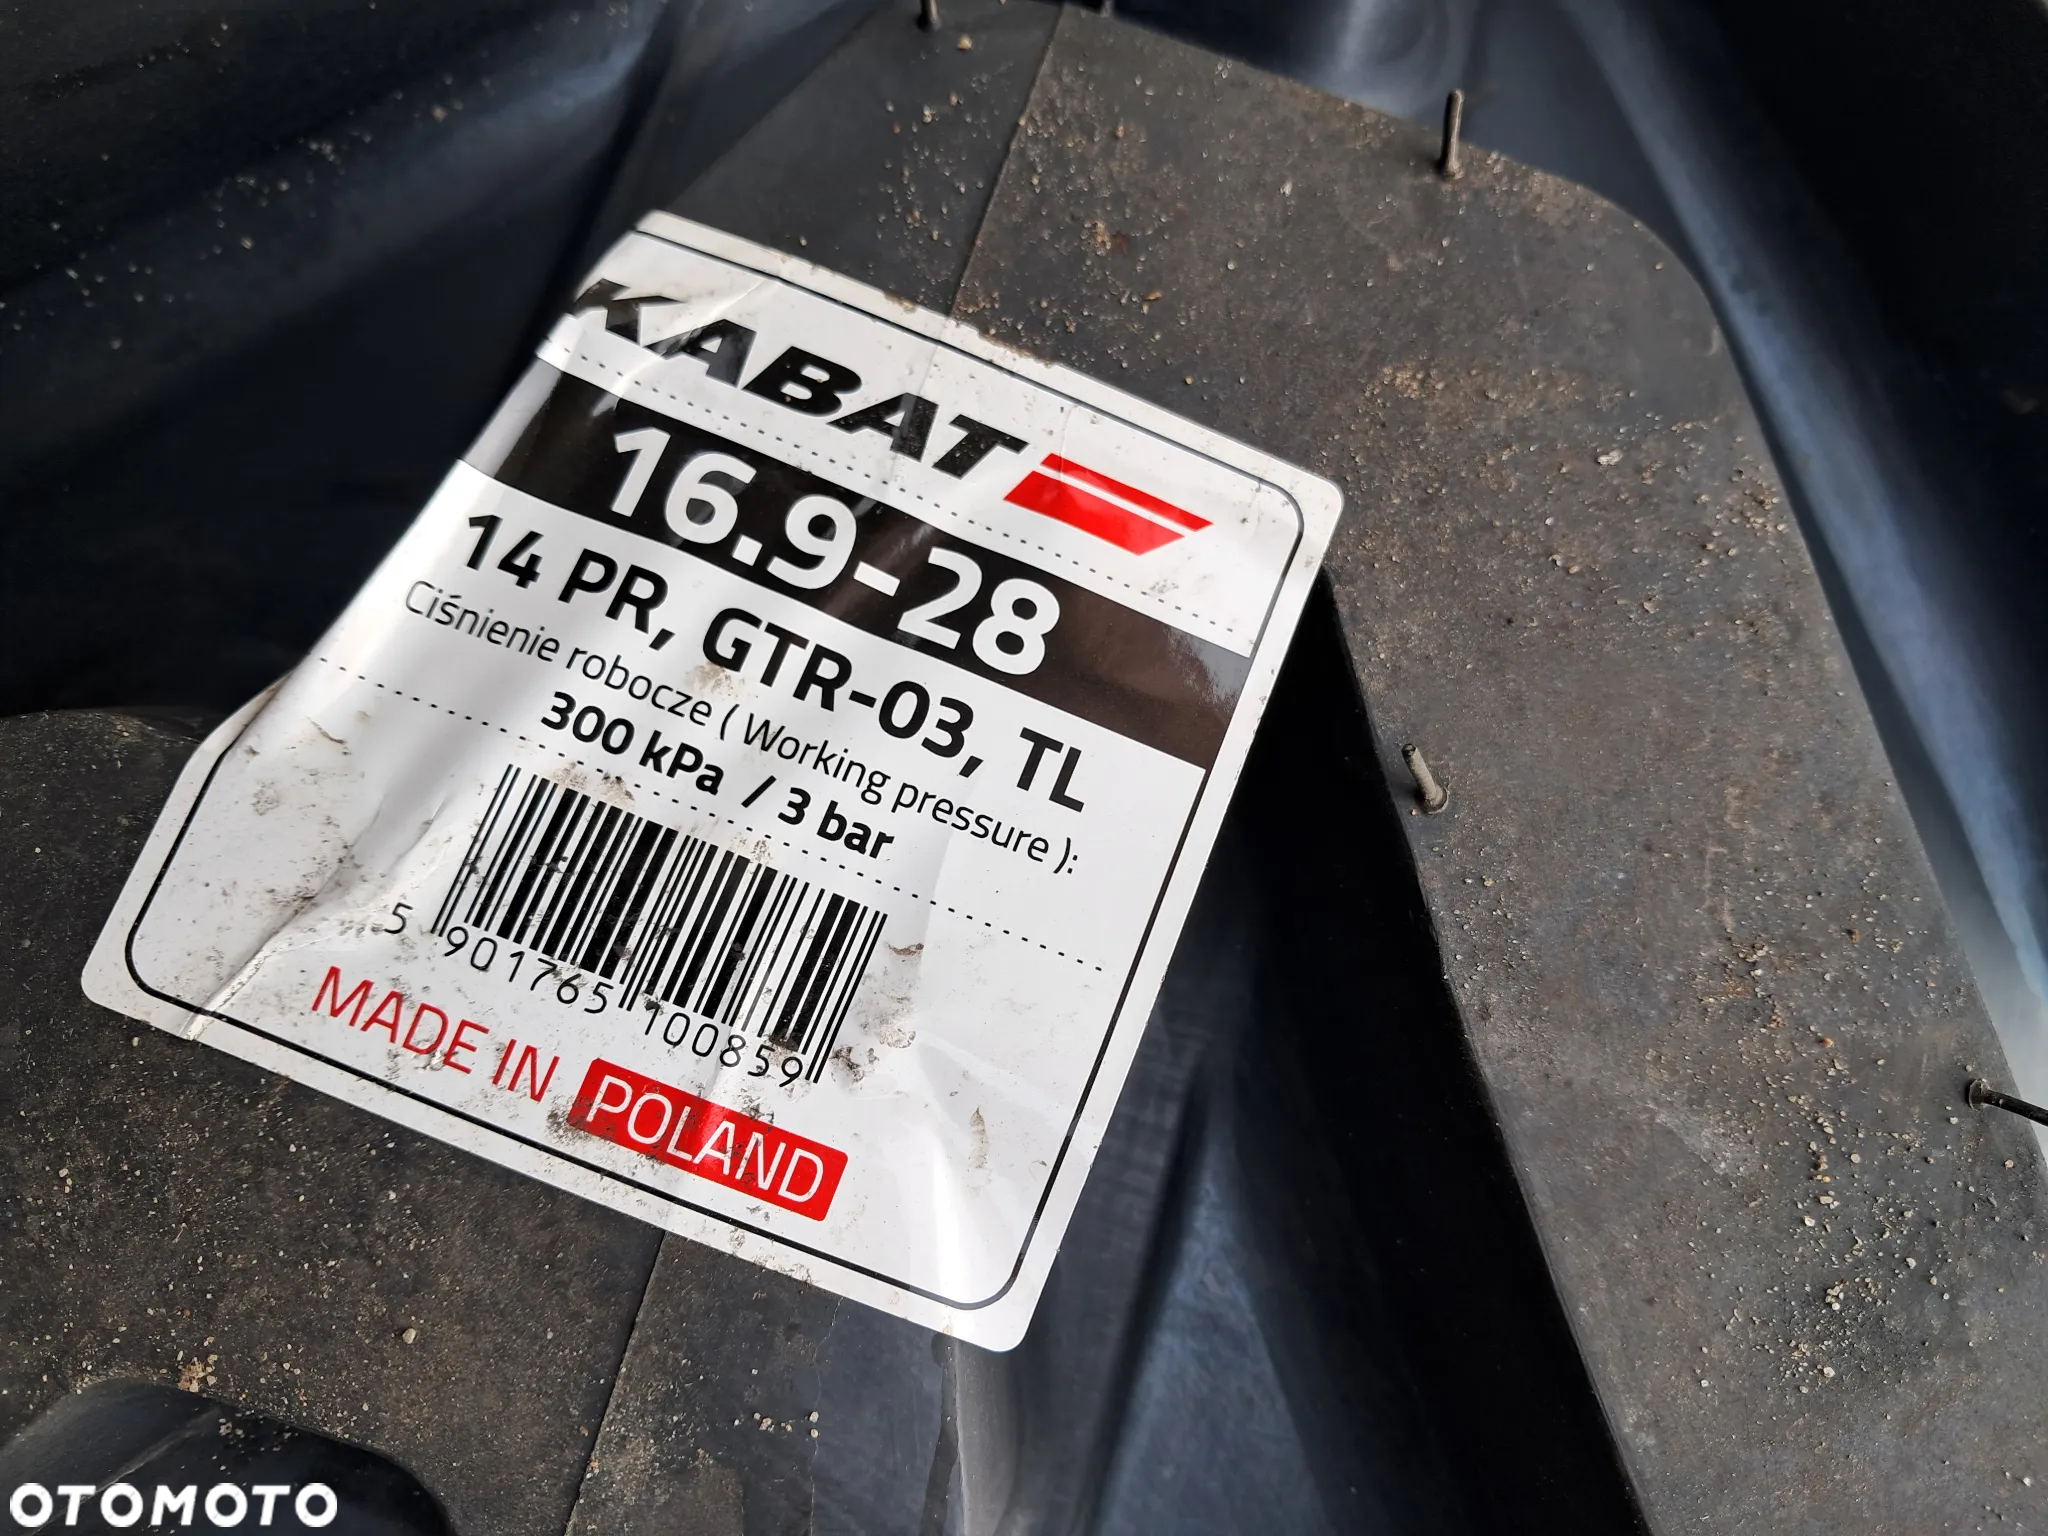 KABAT
16.9-28
14 PR, GTR-03, TL
Ciśnienie robocze ( Working pressure ):
300 kPa / 3 bar
5 901765 100859
MADE IN POLAND
OTOMOTO